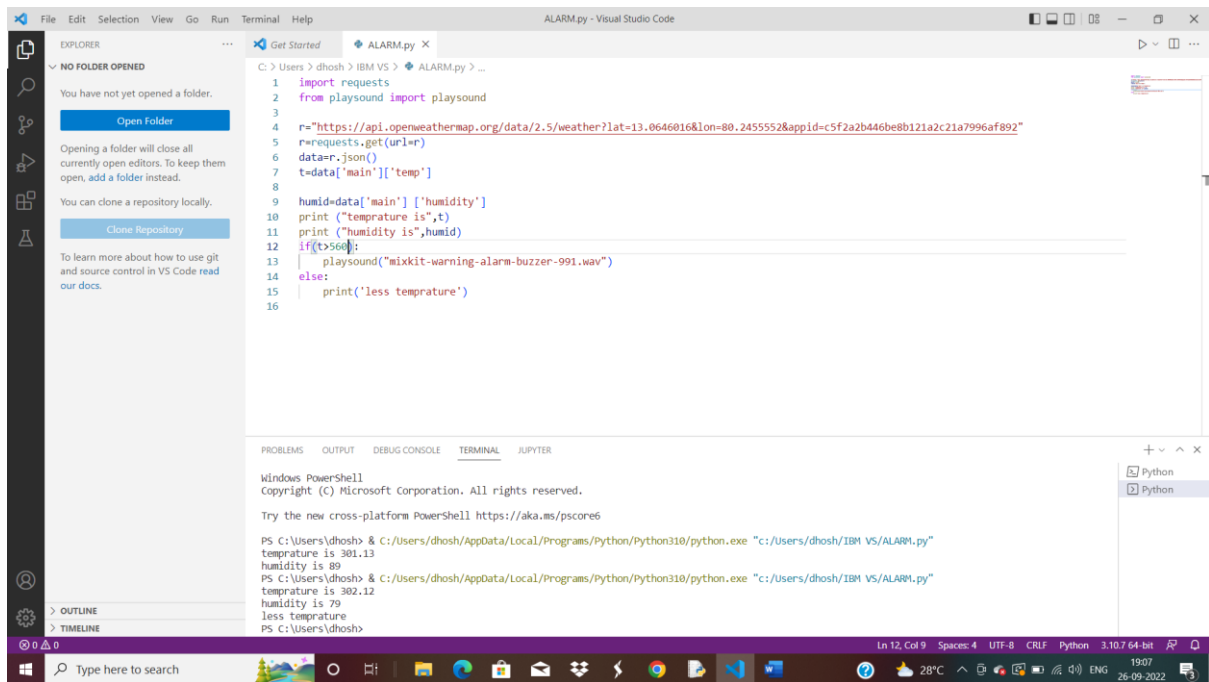 File Edit Selection View Go Run Terminal Help
ALARM.py - Visual Studio Code
EXPLORER
NO FOLDER OPENED
You have not yet opened a folder.
Open Folder
Opening a folder will close all
currently open editors. To keep them
open, add a folder instead.
You can clone a repository locally.
Clone Repository
To learn more about how to use git
and source control in VS Code read
our docs.
OUTLINE
TIMELINE
Get Started ALARM.py
C: > Users > dhosh > IBM VS > ALARM.py > ...
1 import requests
2 from playsound import playsound
3
4 r="https://api.openweathermap.org/data/2.5/weather?lat=13.0646016&lon=80.2455552&appid=c5f2a2b446be8b121a2c21a7996af892"
5 r=requests.get(url=r)
6 data=r.json()
7 t=data['main']['temp']
8
9 humid=data['main'] ['humidity']
10 print ("temprature is",t)
11 print ("humidity is",humid)
12 if(t>560):
13     playsound("mixkit-warning-alarm-buzzer-991.wav")
14 else:
15     print('less temprature')
16
PROBLEMS OUTPUT DEBUG CONSOLE TERMINAL JUPYTER
Windows PowerShell
Copyright (C) Microsoft Corporation. All rights reserved.
Try the new cross-platform PowerShell https://aka.ms/pscore6
PS C:\Users\dhosh> & C:/Users/dhosh/AppData/Local/Programs/Python/Python310/python.exe "c:/Users/dhosh/IBM VS/ALARM.py"
temprature is 301.13
humidity is 89
PS C:\Users\dhosh> & C:/Users/dhosh/AppData/Local/Programs/Python/Python310/python.exe "c:/Users/dhosh/IBM VS/ALARM.py"
temprature is 302.12
humidity is 79
less temprature
PS C:\Users\dhosh>
Python
Python
0 0
Ln 12, Col 9 Spaces: 4 UTF-8 CRLF Python 3.10.7 64-bit
Type here to search
28°C ENG
19:07
26-09-2022
3